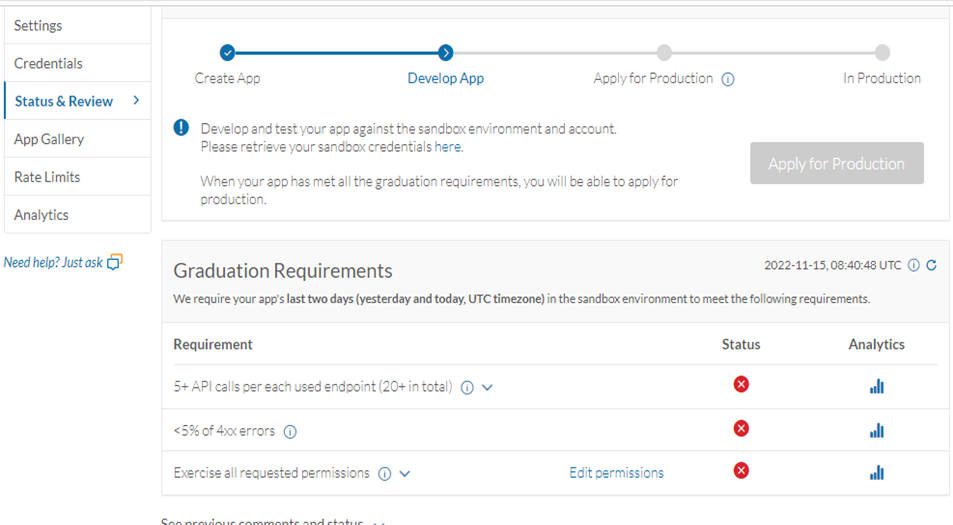 Settings
Credentials
Status & Review
App Gallery
Rate Limits
Analytics
Need help? Just ask
Create App
Develop App
Apply for Production
In Production
Develop and test your app against the sandbox environment and account.
Please retrieve your sandbox credentials here.
When your app has met all the graduation requirements, you will be able to apply for
production.
Apply for Production
Graduation Requirements
2022-11-15, 08:40:48 UTC
We require your app's last two days (yesterday and today, UTC timezone) in the sandbox environment to meet the following requirements.
Requirement
Status
Analytics
5+ API calls per each used endpoint (20+ in total)
<5% of 4xx errors
Exercise all requested permissions
Edit permissions
See previous comments and status